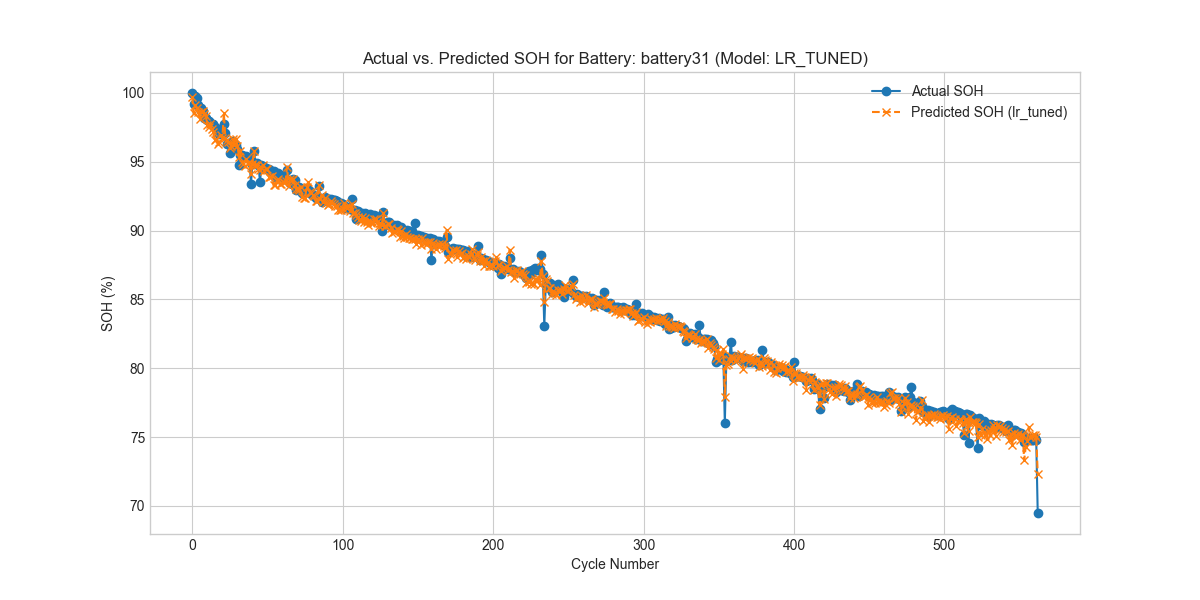 Actual vs. Predicted SOH for Battery: battery31 (Model: LR_TUNED)
Actual SOH
Predicted SOH (lr_tuned)
100
95
90
85
80
75
70
SOH (%)
0 100 200 300 400 500
Cycle Number